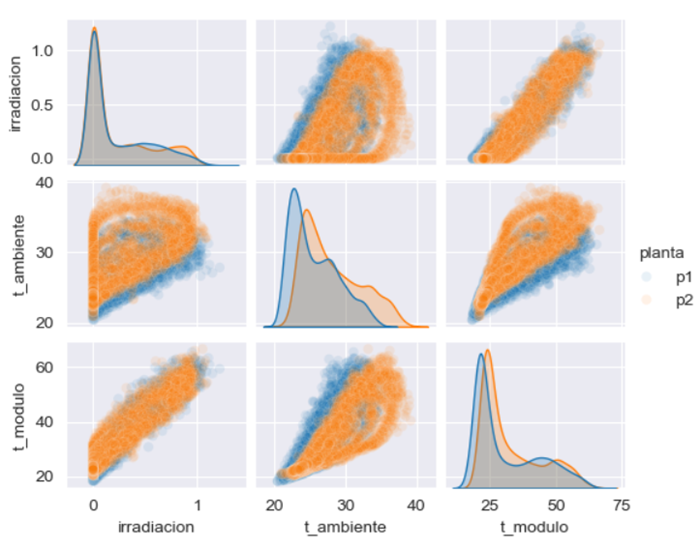 irradiacion
1.0
0.5
0.0
t_ambiente
40
30
20
planta
p1
p2
t_modulo
60
40
20
0 1 20 30 40 25 50 75
irradiacion t_ambiente t_modulo